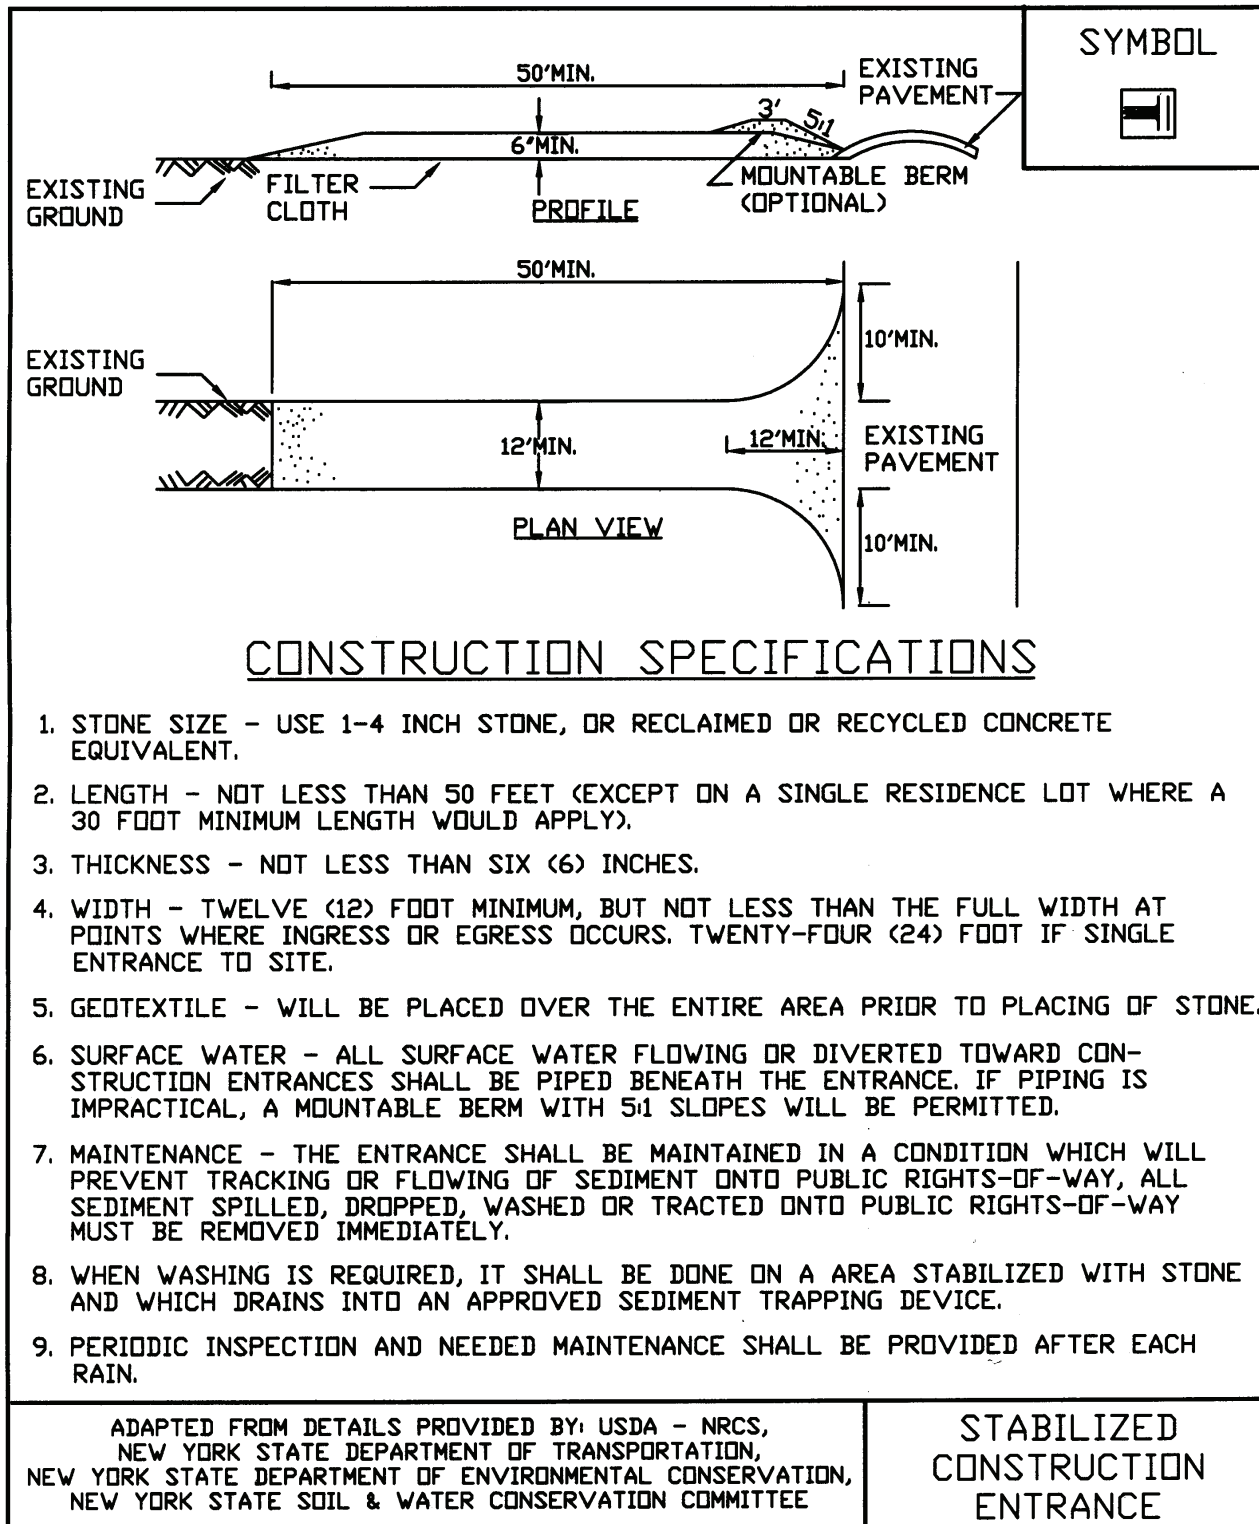 SYMBOL
50'MIN.
EXISTING
PAVEMENT
3'
5:1
6"MIN.
EXISTING
GROUND
FILTER
CLOTH
PROFILE
MOUNTABLE BERM
(OPTIONAL)
50'MIN.
10'MIN.
EXISTING
GROUND
12'MIN.
12'MIN.
EXISTING
PAVEMENT
PLAN VIEW
10'MIN.
CONSTRUCTION SPECIFICATIONS
1. STONE SIZE - USE 1-4 INCH STONE, OR RECLAIMED OR RECYCLED CONCRETE
EQUIVALENT.
2. LENGTH - NOT LESS THAN 50 FEET (EXCEPT ON A SINGLE RESIDENCE LOT WHERE A
30 FOOT MINIMUM LENGTH WOULD APPLY).
3. THICKNESS - NOT LESS THAN SIX (6) INCHES.
4. WIDTH - TWELVE (12) FOOT MINIMUM, BUT NOT LESS THAN THE FULL WIDTH AT
POINTS WHERE INGRESS OR EGRESS OCCURS. TWENTY-FOUR (24) FOOT IF SINGLE
ENTRANCE TO SITE.
5. GEOTEXTILE - WILL BE PLACED OVER THE ENTIRE AREA PRIOR TO PLACING OF STONE.
6. SURFACE WATER - ALL SURFACE WATER FLOWING OR DIVERTED TOWARD CON-
STRUCTION ENTRANCES SHALL BE PIPED BENEATH THE ENTRANCE. IF PIPING IS
IMPRACTICAL, A MOUNTABLE BERM WITH 5:1 SLOPES WILL BE PERMITTED.
7. MAINTENANCE - THE ENTRANCE SHALL BE MAINTAINED IN A CONDITION WHICH WILL
PREVENT TRACKING OR FLOWING OF SEDIMENT ONTO PUBLIC RIGHTS-OF-WAY, ALL
SEDIMENT SPILLED, DROPPED, WASHED OR TRACTED ONTO PUBLIC RIGHTS-OF-WAY
MUST BE REMOVED IMMEDIATELY.
8. WHEN WASHING IS REQUIRED, IT SHALL BE DONE ON A AREA STABILIZED WITH STONE
AND WHICH DRAINS INTO AN APPROVED SEDIMENT TRAPPING DEVICE.
9. PERIODIC INSPECTION AND NEEDED MAINTENANCE SHALL BE PROVIDED AFTER EACH
RAIN.
ADAPTED FROM DETAILS PROVIDED BY: USDA - NRCS,
NEW YORK STATE DEPARTMENT OF TRANSPORTATION,
NEW YORK STATE DEPARTMENT OF ENVIRONMENTAL CONSERVATION,
NEW YORK STATE SOIL & WATER CONSERVATION COMMITTEE
STABILIZED
CONSTRUCTION
ENTRANCE